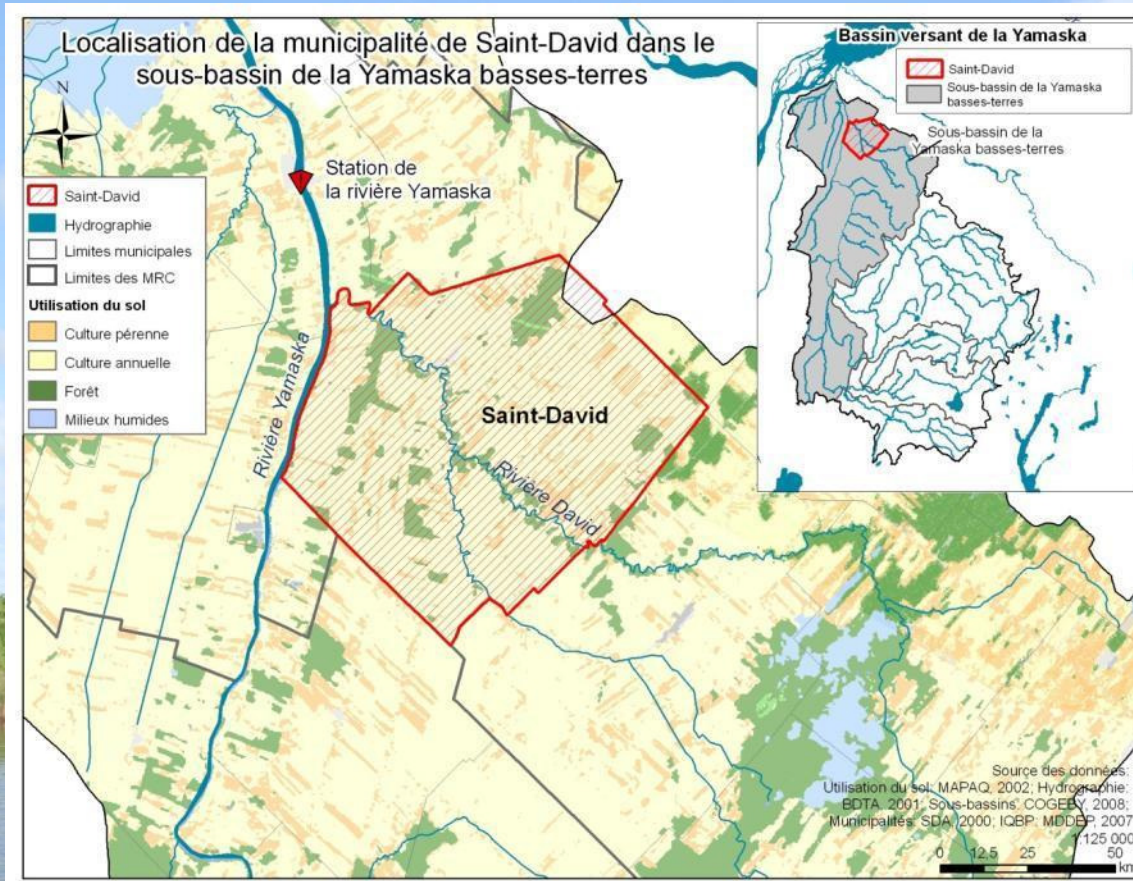 Localisation de la municipalité de Saint-David dans le
sous-bassin de la Yamaska basses-terres
N
Station de
la rivière Yamaska
Saint-David
Hydrographie
Limites municipales
Limites des MRC
Utilisation du sol
Culture pérenne
Culture annuelle
Forêt
Milieux humides
Rivière Yamaska
Saint-David
Rivière David
Bassin versant de la Yamaska
Saint-David
Sous-bassin de la Yamaska
basses-terres
Sous-bassin de la
Yamaska basses-terres
Source des données:
Utilisation du sol: MAPAQ, 2002; Hydrographie:
BDTA, 2001; Sous-bassins: COGEBY, 2008;
Municipalités: SDA, 2000; IQBP: MDDEP, 2007
1:125 000
0 12,5 25 50
km